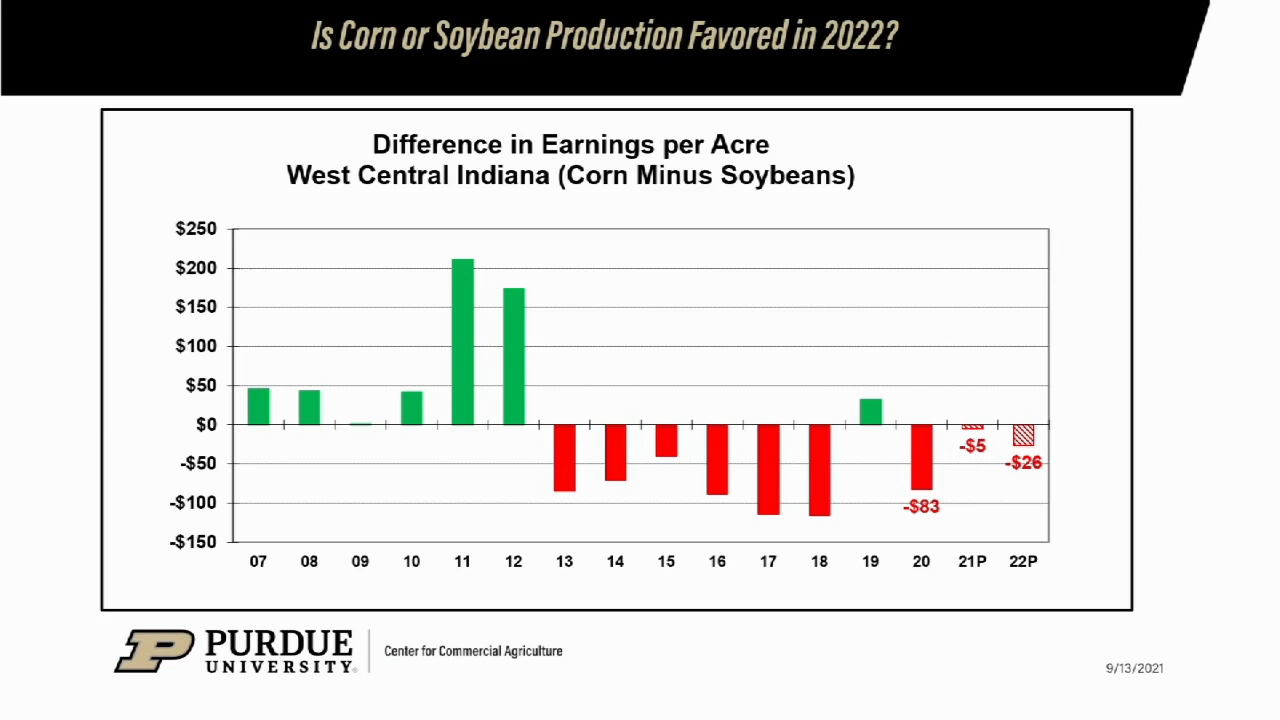 Is Corn or Soybean Production Favored in 2022?
Difference in Earnings per Acre
West Central Indiana (Corn Minus Soybeans)
$250
$200
$150
$100
$50
$0
-$50
-$100
-$150
-$83
-$5
-$26
07 08 09 10 11 12 13 14 15 16 17 18 19 20 21P 22P
P PURDUE UNIVERSITY®
Center for Commercial Agriculture
9/13/2021